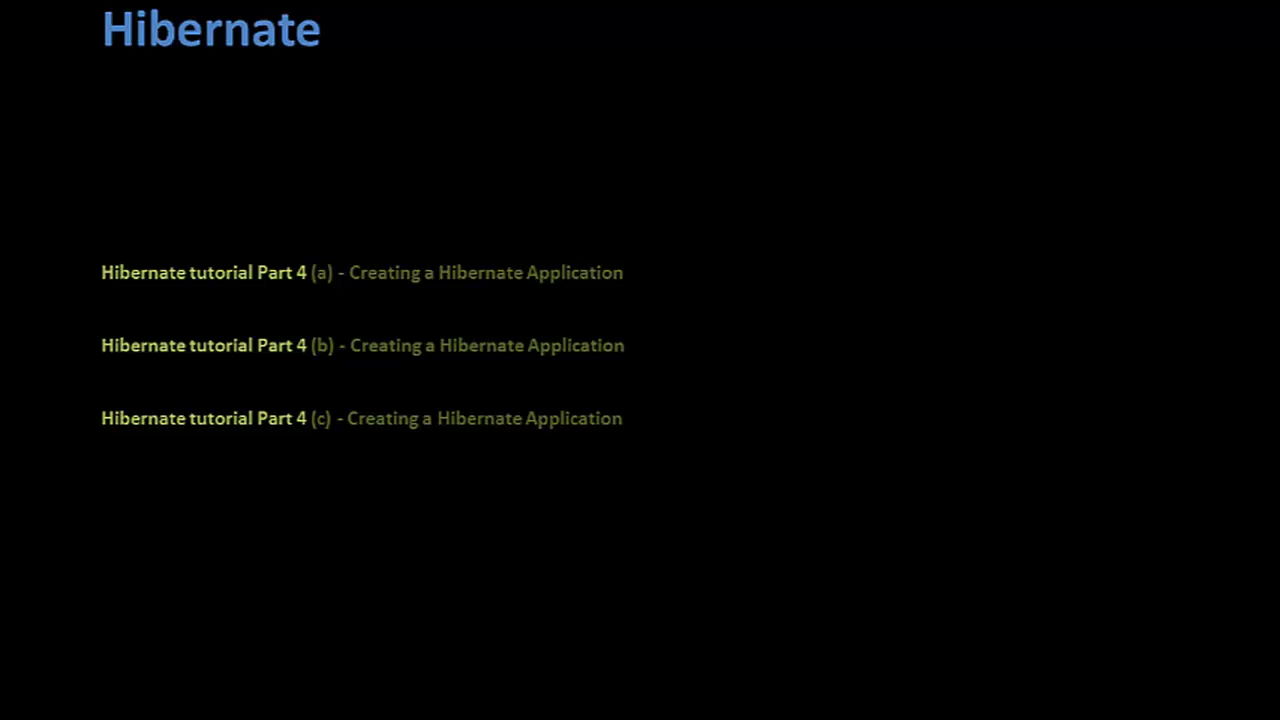 Hibernate
Hibernate tutorial Part 4 (a) - Creating a Hibernate Application
Hibernate tutorial Part 4 (b) - Creating a Hibernate Application
Hibernate tutorial Part 4 (c) - Creating a Hibernate Application